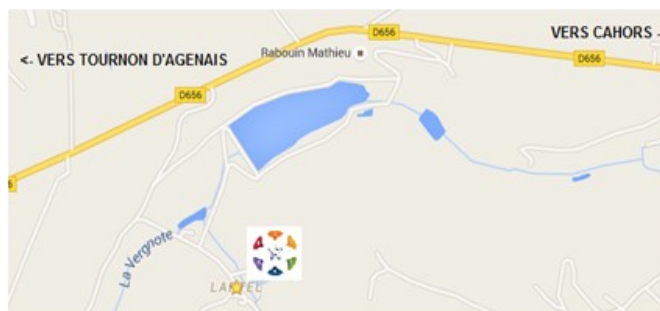 D656
VERS CAHORS
<- VERS TOURNON D'AGENAIS
Rabouin Mathieu
D656
D656
La Vergnote